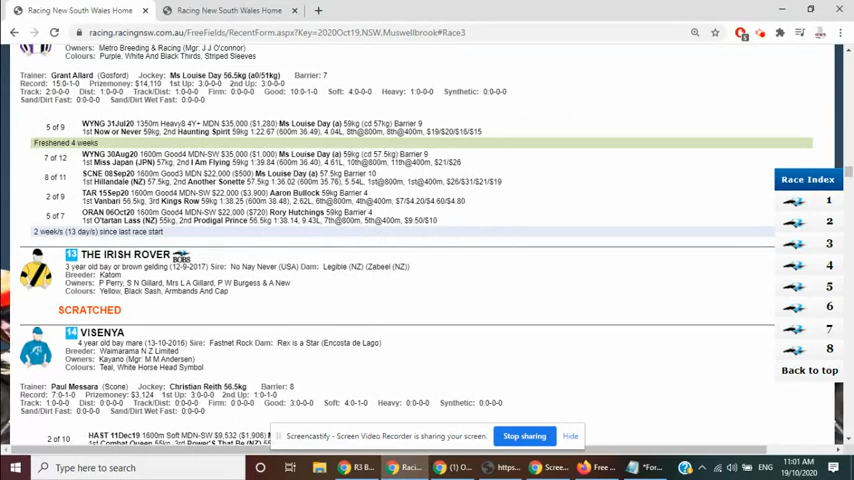 Racing New South Wales Home
Racing New South Wales Home
racing.racingnsw.com.au/FreeFields/RecentForm.aspx?Key=2020Oct19,NSW,Muswellbrook#Race3
Owners: Metro Breeding & Racing (Mgr: J J O'connor)
Colours: Purple, White And Black Thirds, Striped Sleeves
Trainer: Grant Allard (Gosford) Jockey: Ms Louise Day 56.5kg (a0/51kg) Barrier: 7
Record: 15:0-1-0 Prizemoney: $14,110 1st Up: 3:0-0-0 2nd Up: 3:0-0-0
Track: 2:0-0-0 Dist: 1:0-0-0 Track/Dist: 1:0-0-0 Firm: 0:0-0-0 Good: 10:0-1-0 Soft: 4:0-0-0 Heavy: 1:0-0-0 Synthetic: 0:0-0-0
Sand/Dirt Fast: 0:0-0-0 Sand/Dirt Wet Fast: 0:0-0-0
5 of 9 WYNG 31Jul20 1350m Heavy8 4Y+ MDN $35,000 ($1,280) Ms Louise Day (a) 59kg (cd 57kg) Barrier 9
1st Now or Never 59kg, 2nd Haunting Spirit 59kg 1:22.67 (600m 36.49), 4.04L, 8th@800m, 8th@400m, $19/$20/$16/$15
Freshened 4 weeks
7 of 12 WYNG 30Aug20 1600m Good4 MDN-SW $35,000 ($1,000) Ms Louise Day (a) 59kg (cd 57.5kg) Barrier 9
1st Miss Japan (JPN) 57kg, 2nd I Am Flying 59kg 1:39.84 (600m 36.49), 4.61L, 10th@800m, 11th@400m, $21/$26
8 of 11 SCNE 08Sep20 1600m Good3 MDN-SW $22,000 ($500) Ms Louise Day (a) 57.5kg Barrier 10
1st Hillandale (NZ) 57.5kg, 2nd Another Sonette 57.5kg 1:36.02 (600m 35.76), 5.54L, 1st@800m, 1st@400m, $26/$31/$21/$19
2 of 9 TAR 15Sep20 1600m Good4 MDN-SW $22,000 ($3,900) Aaron Bullock 59kg Barrier 4
1st Vanbari 56.5kg, 3rd Kings Row 59kg 1:38.25 (600m 38.48), 2.62L, 6th@800m, 4th@400m, $7/$4.20/$4.60/$4.80
5 of 7 ORAN 06Oct20 1600m Good4 MDN-SW $22,000 ($720) Rory Hutchings 59kg Barrier 4
1st O'tartan Lass (NZ) 55kg, 2nd Prodigal Prince 56.5kg 1:38.14, 9.43L, 7th@800m, 5th@400m, $9.50/$10
2 week/s (13 day/s) since last race start
13 THE IRISH ROVER BOBS
3 year old bay or brown gelding (12-9-2017) Sire: No Nay Never (USA) Dam: Legible (NZ) (Zabeel (NZ))
Breeder: Katom
Owners: P Perry, S N Gillard, Mrs L A Gillard, P W Burgess & A New
Colours: Yellow, Black Sash, Armbands And Cap
SCRATCHED
14 VISENYA
4 year old bay mare (13-10-2016) Sire: Fastnet Rock Dam: Rex is a Star (Encosta de Lago)
Breeder: Waimarama N Z Limited
Owners: Kayano (Mgr: M M Andersen)
Colours: Teal, White Horse Head Symbol
Trainer: Paul Messara (Scone) Jockey: Christian Reith 56.5kg Barrier: 8
Record: 7:0-1-0 Prizemoney: $3,124 1st Up: 3:0-0-0 2nd Up: 1:0-1-0
Track: 1:0-0-0 Dist: 2:0-0-0 Track/Dist: 0:0-0-0 Firm: 0:0-0-0 Good: 3:0-0-0 Soft: 4:0-1-0 Heavy: 0:0-0-0 Synthetic: 0:0-0-0
Sand/Dirt Fast: 0:0-0-0 Sand/Dirt Wet Fast: 0:0-0-0
2 of 10 HAST 11Dec19 1600m Soft MDN-SW $9,532 ($1,906)
Race Index
1
2
3
4
5
6
7
8
Back to top
Screencastify - Screen Video Recorder is sharing your screen.
Stop sharing
Hide
Type here to search
R3 B...
Raci...
(1) O...
https...
Scree...
Free ...
*For...
ENG
11:01 AM
19/10/2020